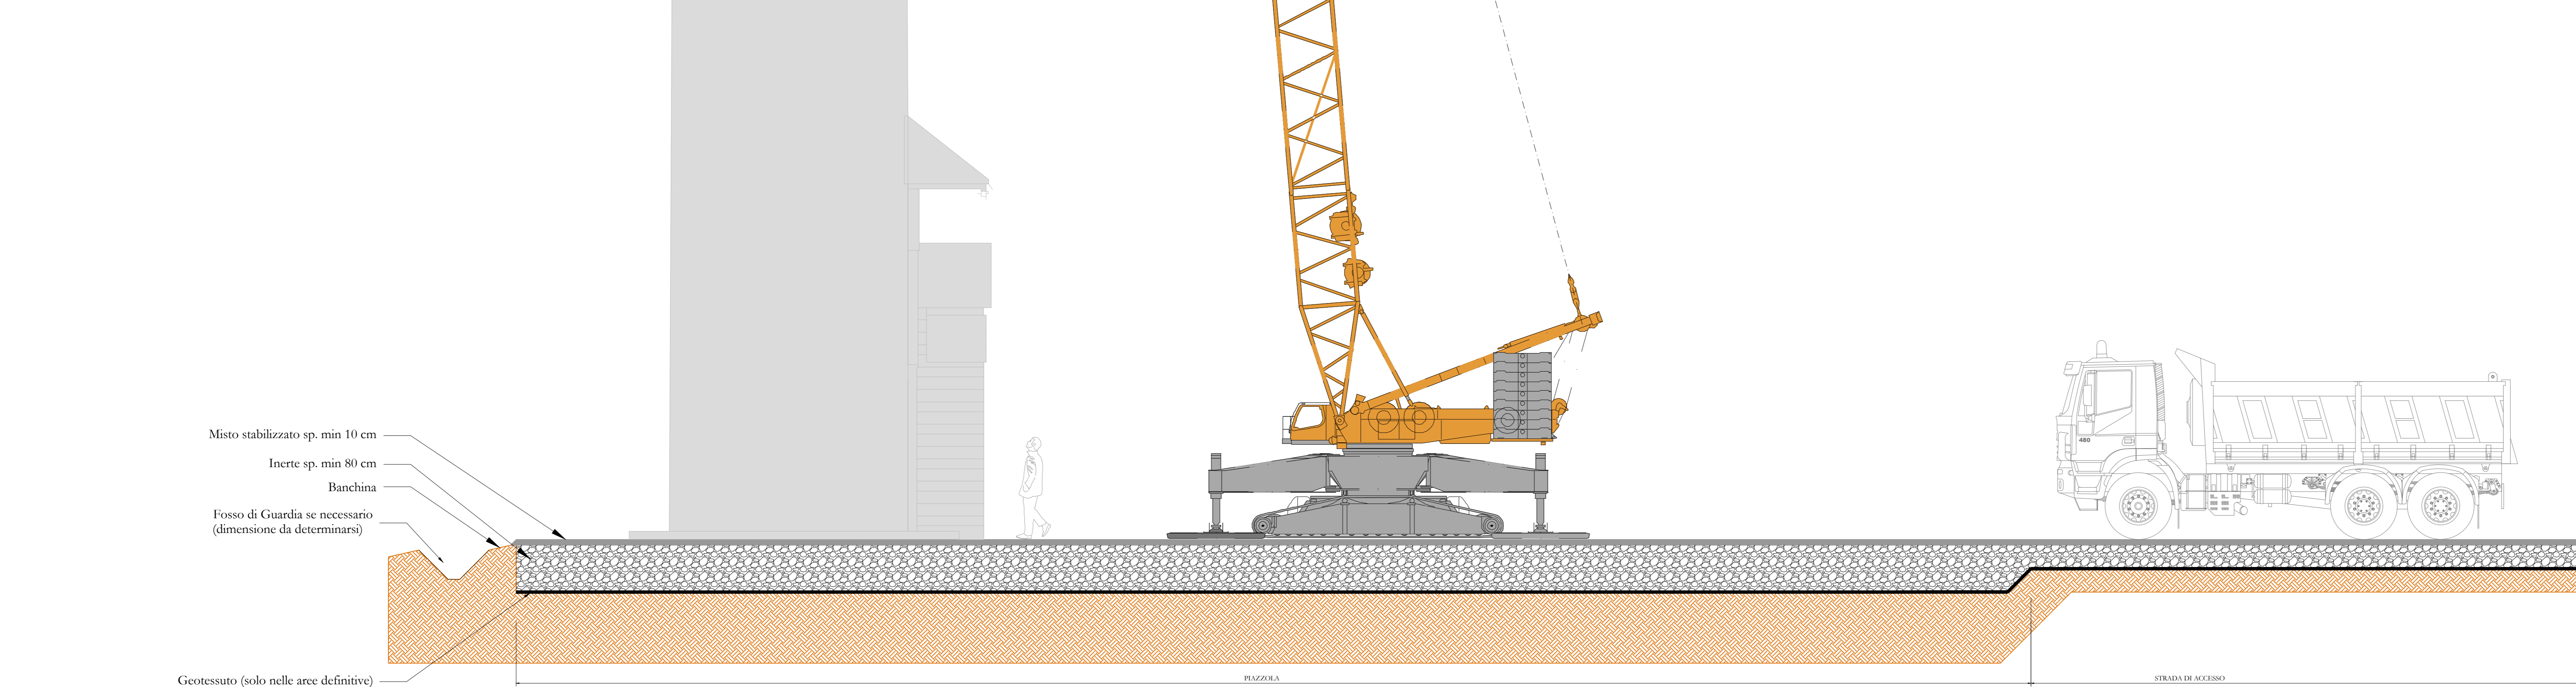 Misto stabilizzato sp. min 10 cm
Inerte sp. min 80 cm
Banchina
Fosso di Guardia se necessario
(dimensione da determinarsi)
Geotessuto (solo nelle aree definitive)
480
PIAZZOLA
STRADA DI ACCESSO